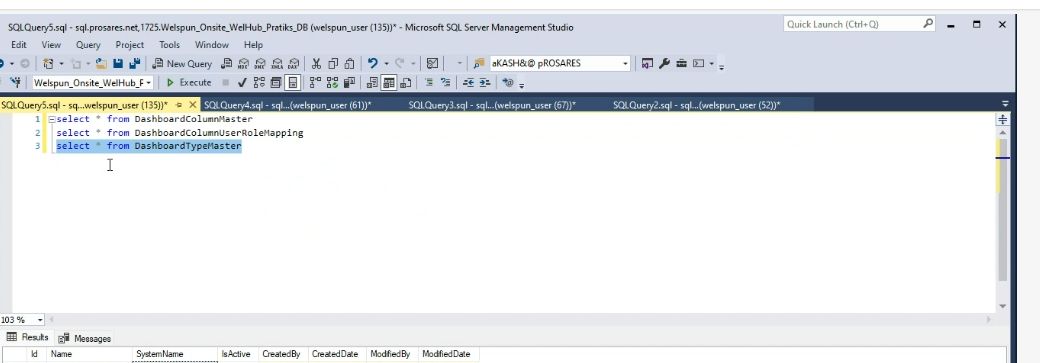 SQLQuery5.sql - sql.prosares.net,1725.Welspun_Onsite_WelHub_Pratiks_DB (welspun_user (135))* - Microsoft SQL Server Management Studio
Quick Launch (Ctrl+Q)
Edit View Query Project Tools Window Help
New Query
aKASH&@ pROSARES
Welspun_Onsite_WelHub_F
Execute
SQLQuery5.sql - sq...welspun_user (135))*
SQLQuery4.sql - sql...(welspun_user (61))*
SQLQuery3.sql - sql...(welspun_user (67))*
SQLQuery2.sql - sql...(welspun_user (52))*
1 select * from DashboardColumnMaster
2 select * from DashboardColumnUserRoleMapping
3 select * from DashboardTypeMaster
103 %
Results Messages
Id Name SystemName IsActive CreatedBy CreatedDate ModifiedBy ModifiedDate